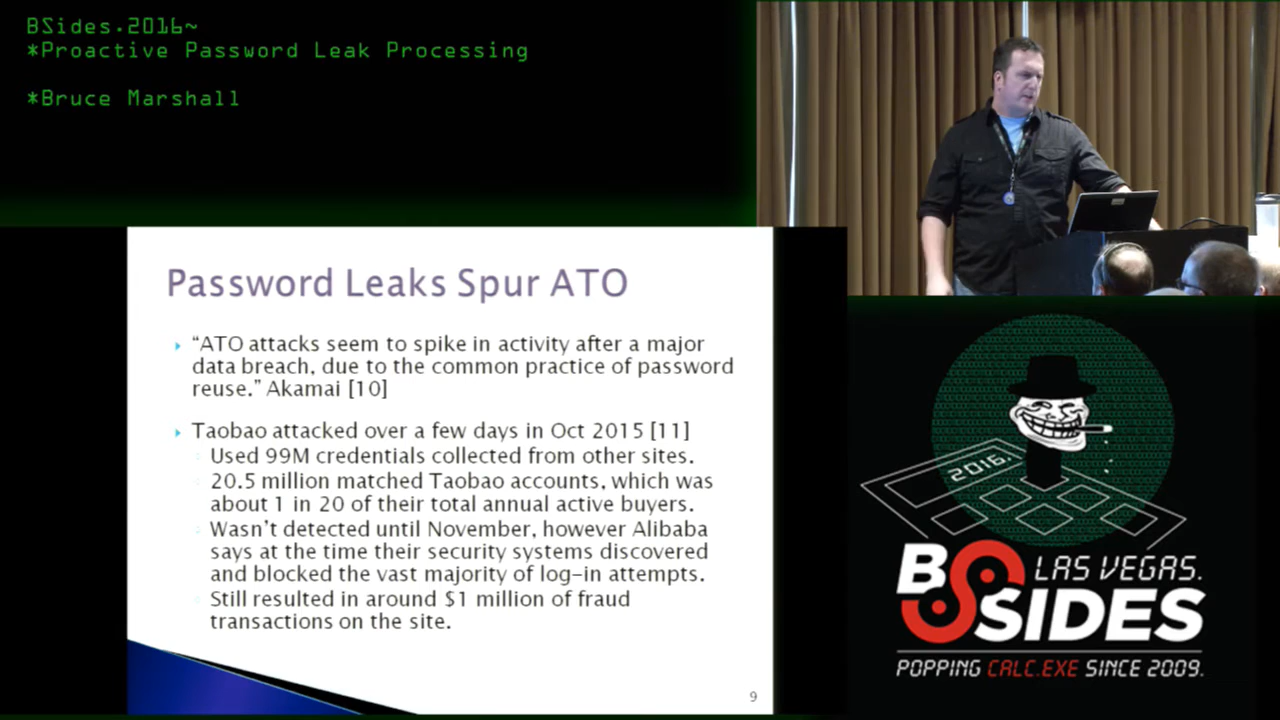 BSides.2016~
*Proactive Password Leak Processing
*Bruce Marshall
Password Leaks Spur ATO
“ATO attacks seem to spike in activity after a major
data breach, due to the common practice of password
reuse.” Akamai [10]
Taobao attacked over a few days in Oct 2015 [11]
Used 99M credentials collected from other sites.
20.5 million matched Taobao accounts, which was
about 1 in 20 of their total annual active buyers.
Wasn’t detected until November, however Alibaba
says at the time their security systems discovered
and blocked the vast majority of log-in attempts.
Still resulted in around $1 million of fraud
transactions on the site.
9
2016.
BSIDES
LAS VEGAS.
POPPING CALC.EXE SINCE 2009.